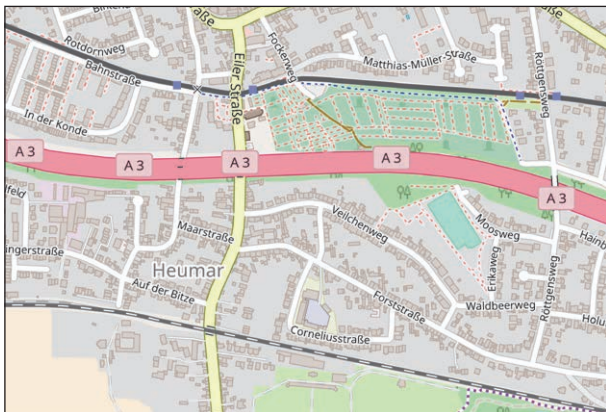 Rotdornweg
Bahnstraße
Eiler Straße
Fockerweg
Matthias-Müller-Straße
Röttgensweg
In der Konde
A 3
A 3
A 3
A 3
A 3
Maarstraße
Veilchenweg
Moosweg
Heumar
Erikaweg
Auf der Bitze
Forststraße
Waldbeerweg
Corneliusstraße
Röttgensweg